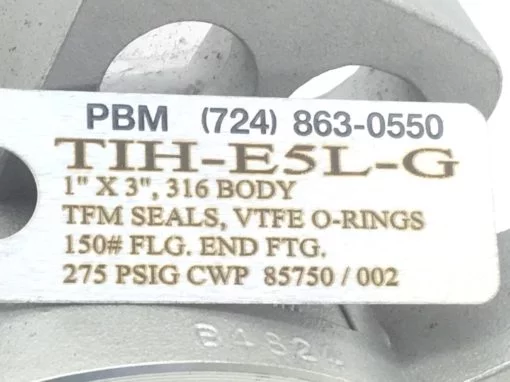 PBM (724) 863-0550
TIH-E5L-G
1" X 3", 316 BODY
TFM SEALS, VTFE O-RINGS
150# FLG. END FTG.
275 PSIG CWP 85750 / 002